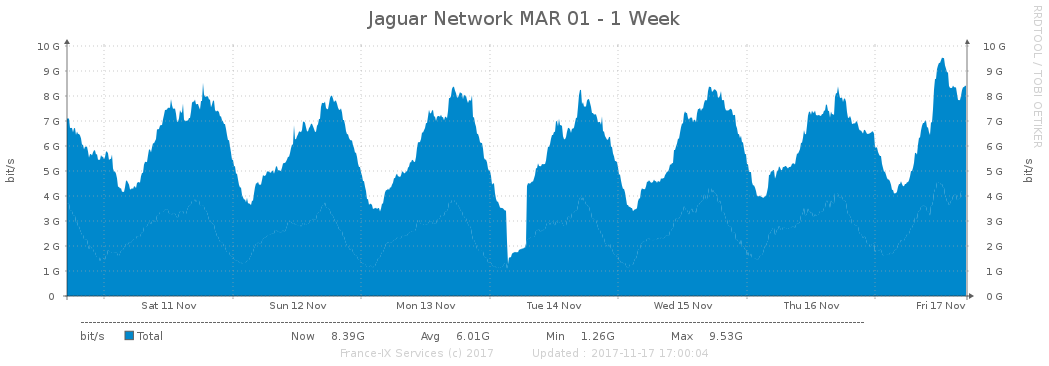 Jaguar Network MAR 01 - 1 Week
RRDTOOL / TOBI OETIKER
10 G 10 G
9 G 9 G
8 G 8 G
7 G 7 G
6 G 6 G
5 G 5 G
4 G 4 G
3 G 3 G
2 G 2 G
1 G 1 G
0 0 G
bit/s
bit/s
Sat 11 Nov Sun 12 Nov Mon 13 Nov Tue 14 Nov Wed 15 Nov Thu 16 Nov Fri 17 Nov
bit/s Total Now 8.39G Avg 6.01G Min 1.26G Max 9.53G
France-IX Services (c) 2017 Updated : 2017-11-17 17:00:04